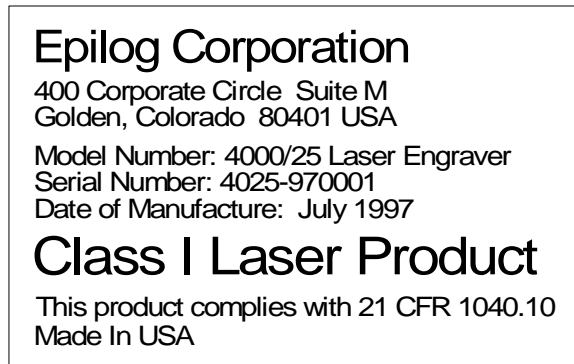 Epilog Corporation
400 Corporate Circle Suite M
Golden, Colorado 80401 USA
Model Number: 4000/25 Laser Engraver
Serial Number: 4025-970001
Date of Manufacture: July 1997
Class I Laser Product
This product complies with 21 CFR 1040.10
Made In USA